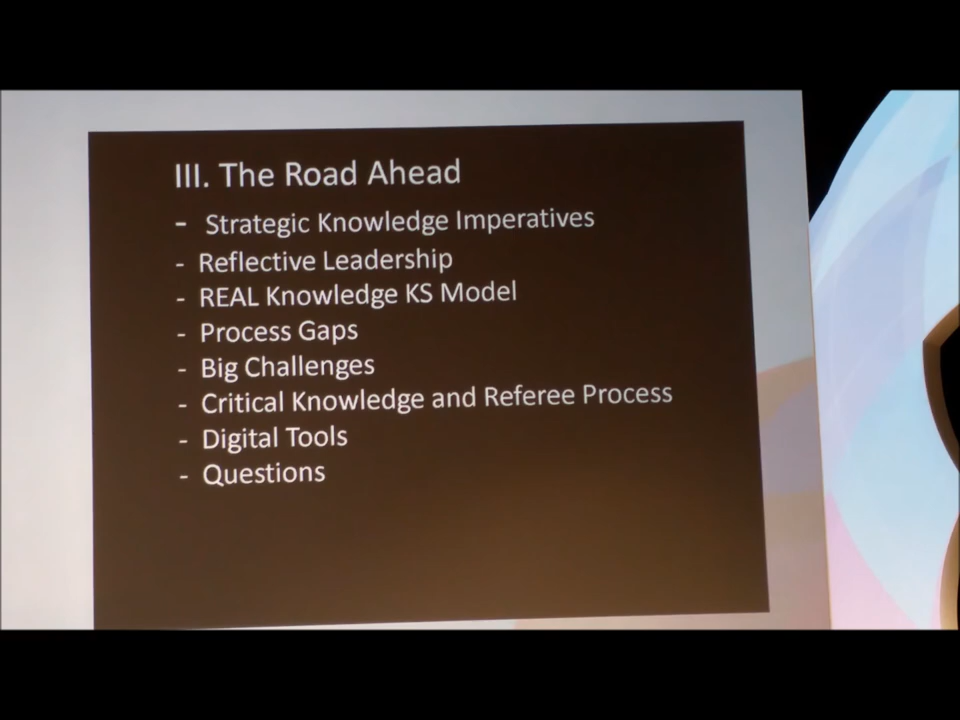 III. The Road Ahead
- Strategic Knowledge Imperatives
- Reflective Leadership
- REAL Knowledge KS Model
- Process Gaps
- Big Challenges
- Critical Knowledge and Referee Process
- Digital Tools
- Questions